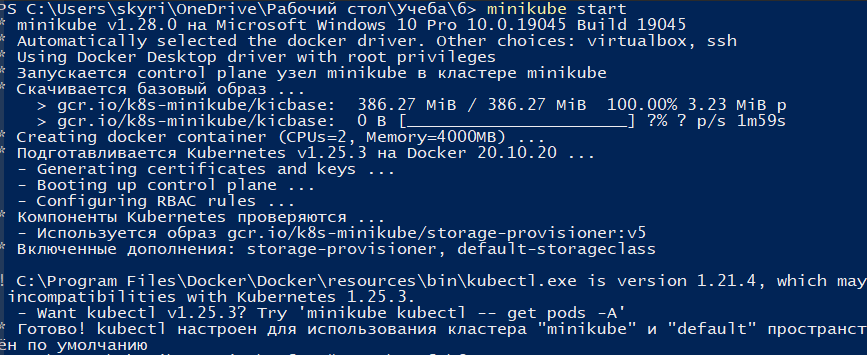 PS C:\Users\skyri\OneDrive\Рабочий стол\Учеба\6> minikube start
* minikube v1.28.0 на Microsoft Windows 10 Pro 10.0.19045 Build 19045
* Automatically selected the docker driver. Other choices: virtualbox, ssh
* Using Docker Desktop driver with root privileges
* Запускается control plane узел minikube в кластере minikube
* Скачивается базовый образ ...
> gcr.io/k8s-minikube/kicbase: 386.27 MiB / 386.27 MiB 100.00% 3.23 MiB p
> gcr.io/k8s-minikube/kicbase: 0 B [________________________] ?% ? p/s 1m59s
* Creating docker container (CPUs=2, Memory=4000MB) ...
* Подготавливается Kubernetes v1.25.3 на Docker 20.10.20 ...
- Generating certificates and keys ...
- Booting up control plane ...
- Configuring RBAC rules ...
* Компоненты Kubernetes проверяются ...
- Используется образ gcr.io/k8s-minikube/storage-provisioner:v5
* Включенные дополнения: storage-provisioner, default-storageclass
! C:\Program Files\Docker\Docker\resources\bin\kubectl.exe is version 1.21.4, which may
incompatibilities with Kubernetes 1.25.3.
- Want kubectl v1.25.3? Try 'minikube kubectl -- get pods -A'
* Готово! kubectl настроен для использования кластера "minikube" и "default" пространст
ён по умолчанию